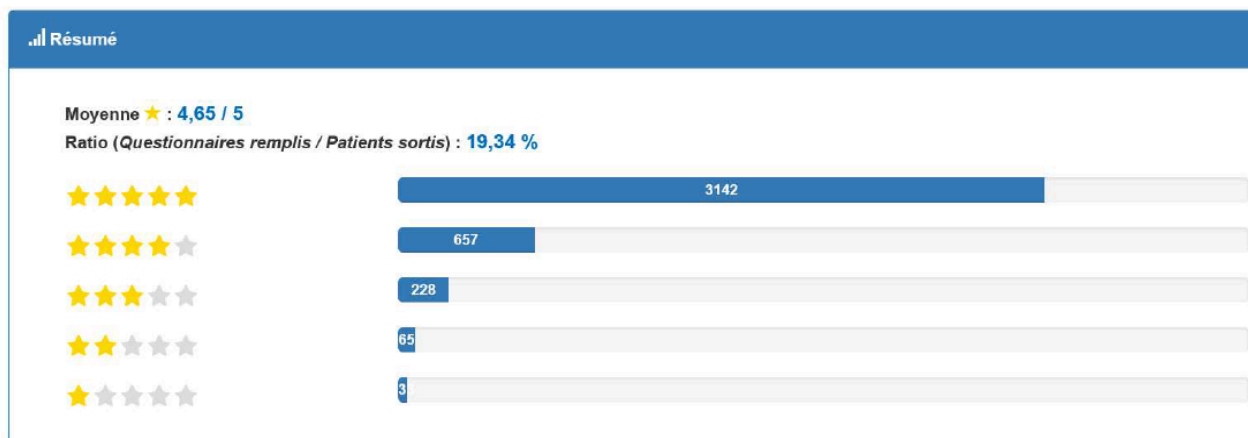 Résumé
Moyenne : 4,65 / 5
Ratio (Questionnaires remplis / Patients sortis) : 19,34 %
3142
657
228
65